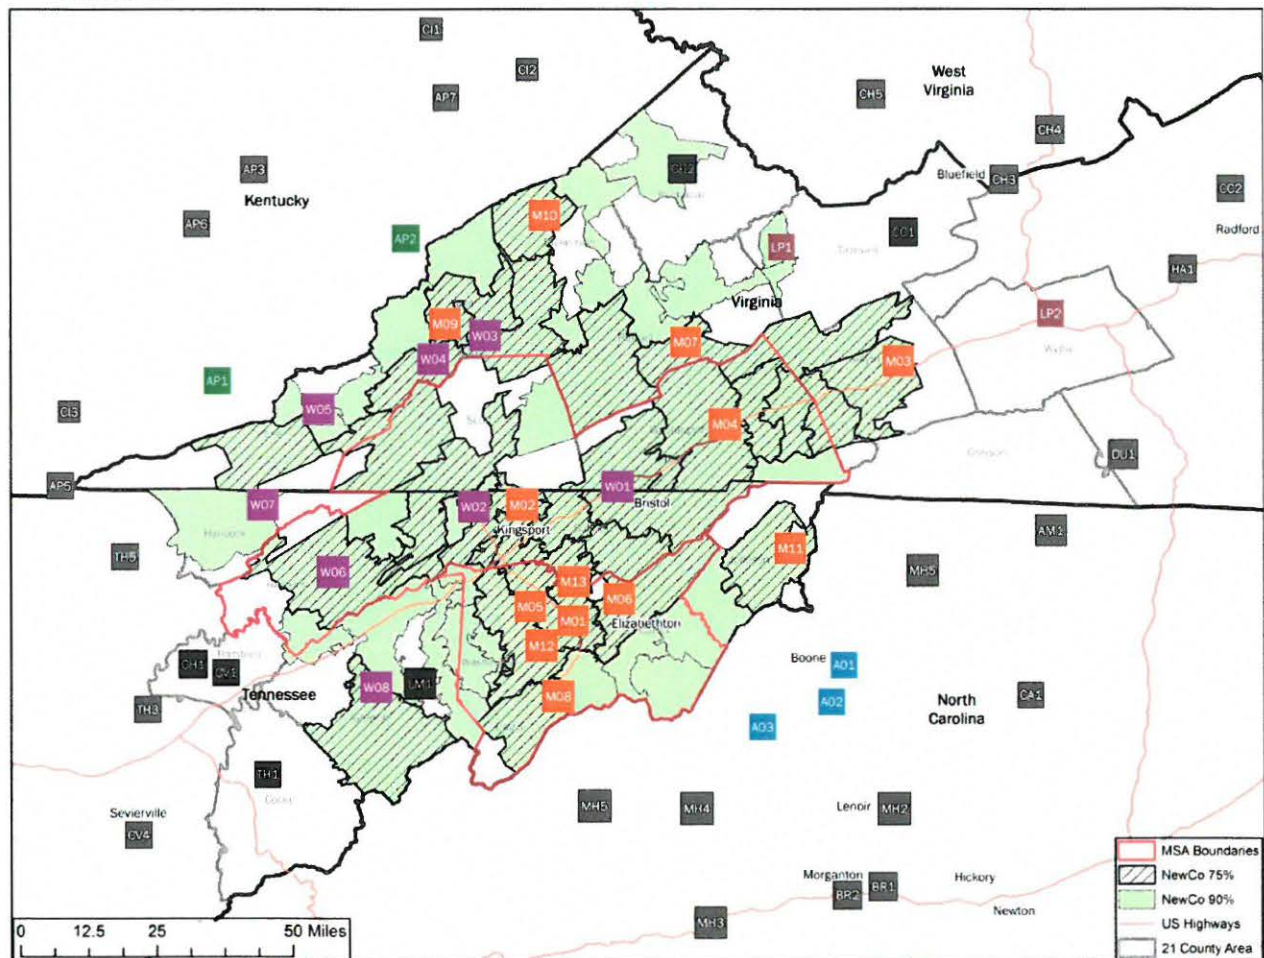 CI1
CI2
AP7
CH5
West
Virginia
CH4
AP3
CH2
Bluefield
CH3
CC2
Kentucky
AP6
M10
Radford
AP2
LP1
CC1
HA1
Virginia
LP2
M09
W03
M07
W04
M03
AP1
W05
M04
CI3
DU1
AP5
W07
W02
M02
W01
Bristol
Kingsport
AM1
TH5
W06
M13
M11
MH5
M05
M06
M01
Elizabethton
M12
Boone
A01
CH1
CV1
Tennessee
W08
LM1
M08
A02
North
Carolina
CA1
TH3
A03
TH1
Sevierville
CV4
MH5
MH4
Lenoir
MH2
Morganton
BR2
BR1
Hickory
Newton
MH3
MSA Boundaries
NewCo 75%
NewCo 90%
US Highways
21 County Area
0 12.5 25 50 Miles